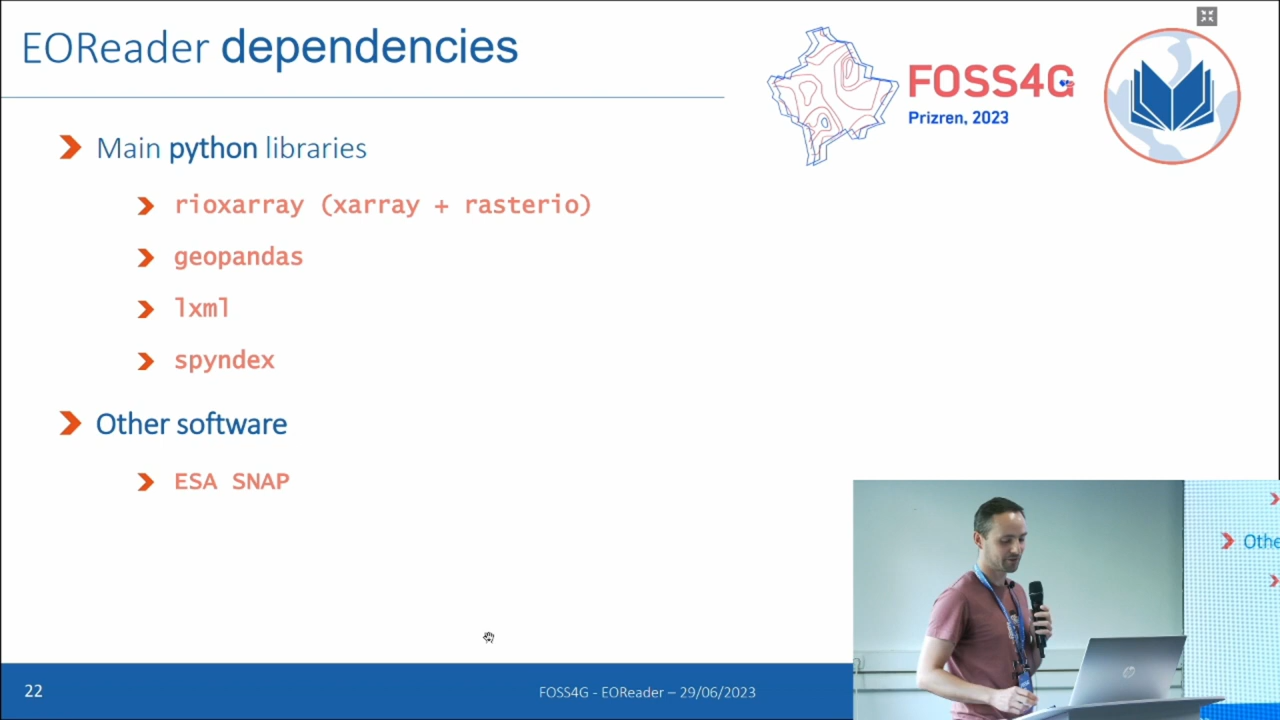 EOReader dependencies
FOSS4G
Prizren, 2023
Main python libraries
rioxarray (xarray + rasterio)
geopandas
lxml
spyndex
Other software
ESA SNAP
Othe
22
FOSS4G - EOReader – 29/06/2023
hp